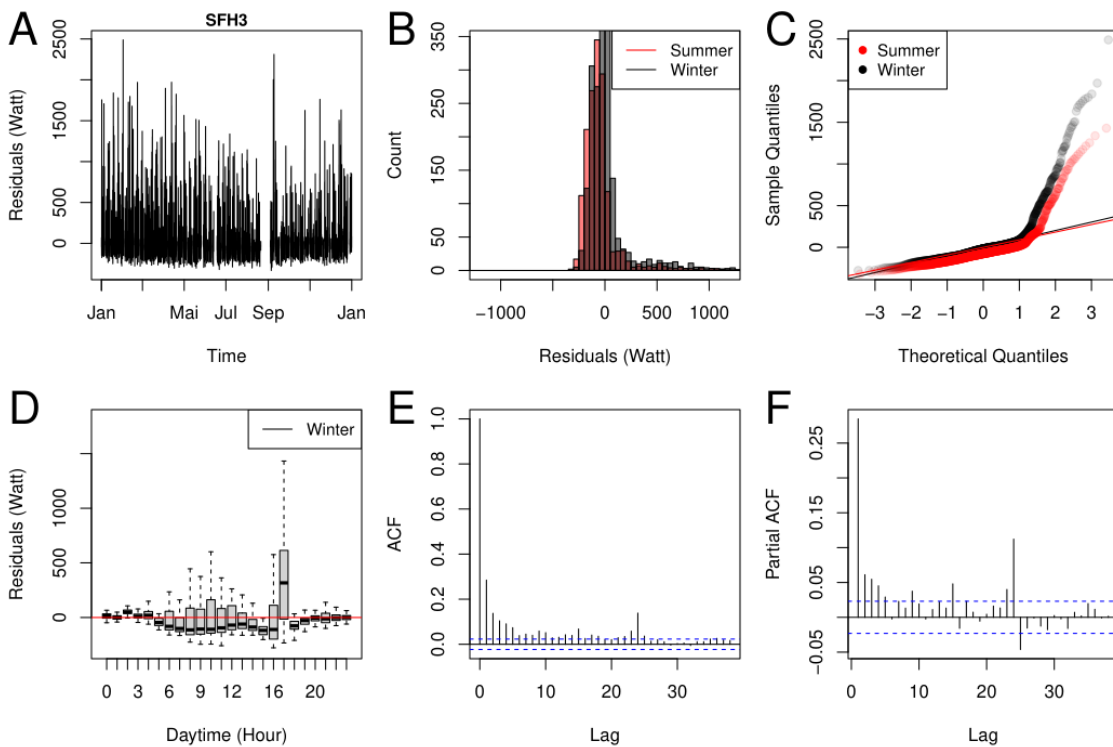 A
SFH3
Residuals (Watt)
2500
1500
500
0
Jan Mai Jul Sep Jan
Time
B
Count
350
250
150
50
0
−1000 0 500 1000
Residuals (Watt)
Summer
Winter
C
Sample Quantiles
2500
1500
500
0
−3 −2 −1 0 1 2 3
Theoretical Quantiles
Summer
Winter
D
Residuals (Watt)
1000
500
0
0 3 6 9 12 16 20
Daytime (Hour)
Winter
E
ACF
1.0
0.8
0.6
0.4
0.2
0.0
0 10 20 30
Lag
F
Partial ACF
0.25
0.15
0.05
−0.05
0 10 20 30
Lag